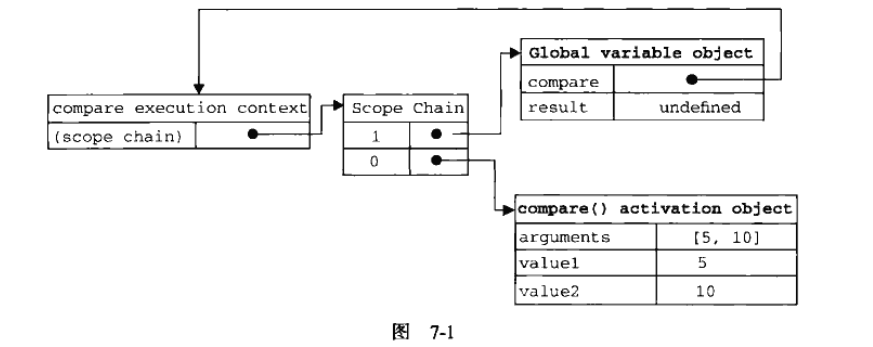 Global variable object
compare
result undefined
compare execution context
(scope chain)
Scope Chain
1
0
compare() activation object
arguments [5, 10]
value1 5
value2 10
图 7-1